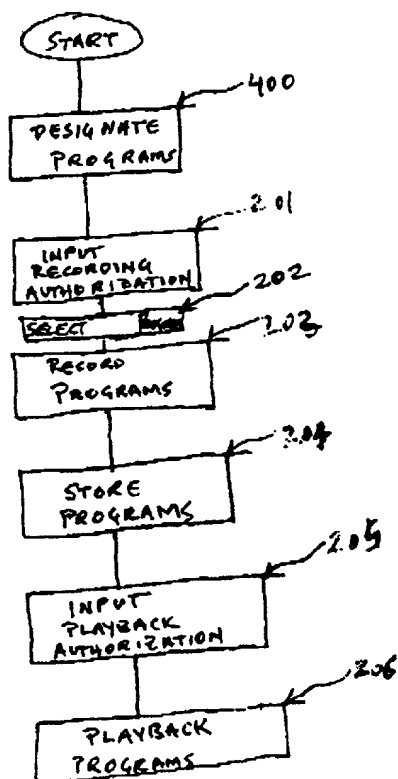 START
400
DESIGNATE
PROGRAMS
201
INPUT
RECORDING
AUTHORIZATION
202
SELECT
203
RECORD
PROGRAMS
204
STORE
PROGRAMS
205
INPUT
PLAYBACK
AUTHORIZATION
206
PLAYBACK
PROGRAMS